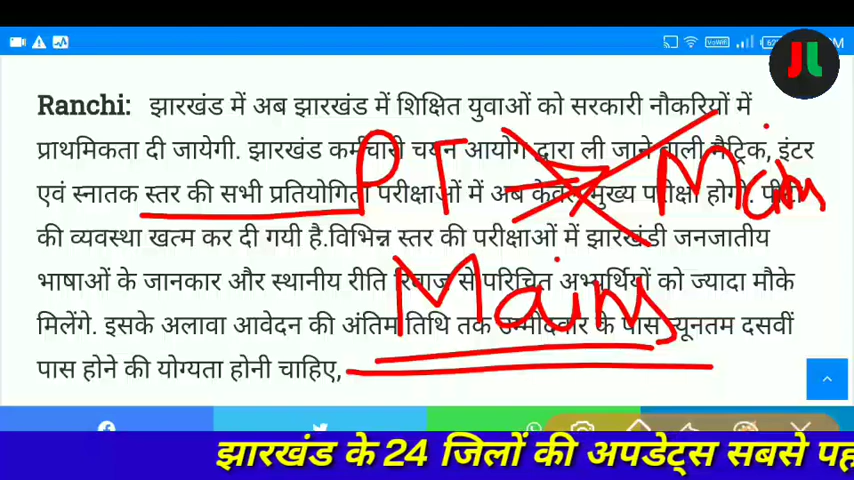 Ranchi: झारखंड में अब झारखंड में शिक्षित युवाओं को सरकारी नौकरियों में
प्राथमिकता दी जायेगी. झारखंड कर्मचारी चयन आयोग द्वारा ली जाने वाली मैट्रिक, इंटर
एवं स्नातक स्तर की सभी प्रतियोगिता परीक्षाओं में अब केवल मुख्य परीक्षा होगी. पीटी
की व्यवस्था खत्म कर दी गयी है.विभिन्न स्तर की परीक्षाओं में झारखंडी जनजातीय
भाषाओं के जानकार और स्थानीय रीति रिवाज से परिचित अभ्यर्थियों को ज्यादा मौके
मिलेंगे. इसके अलावा आवेदन की अंतिम तिथि तक उम्मीदवार के पास न्यूनतम दसवीं
पास होने की योग्यता होनी चाहिए,
PT Main
Mains
झारखंड के 24 जिलों की अपडेट्स सबसे पह